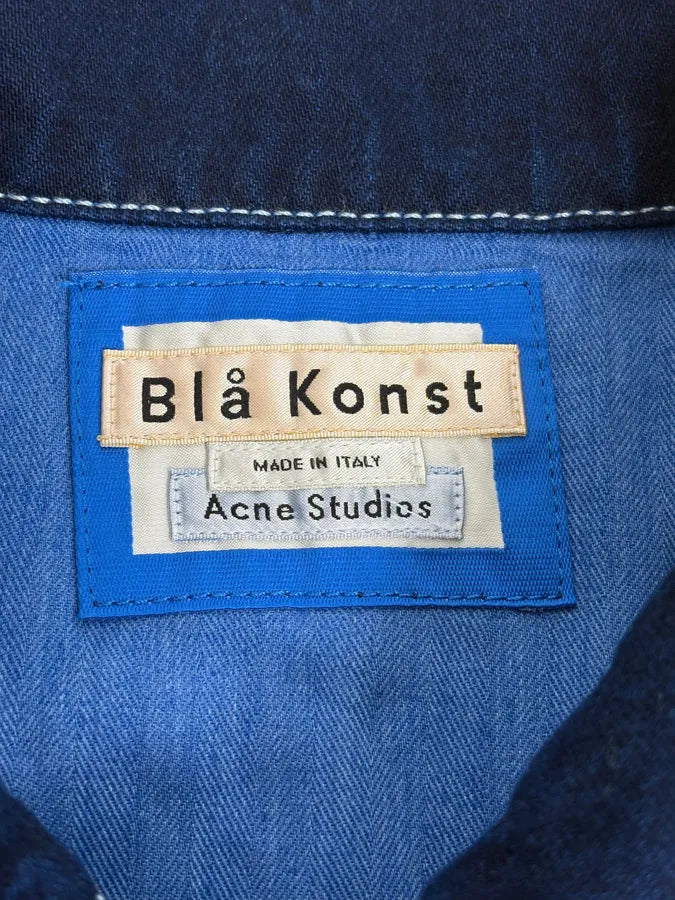 Blå Konst
MADE IN ITALY
Acne Studios